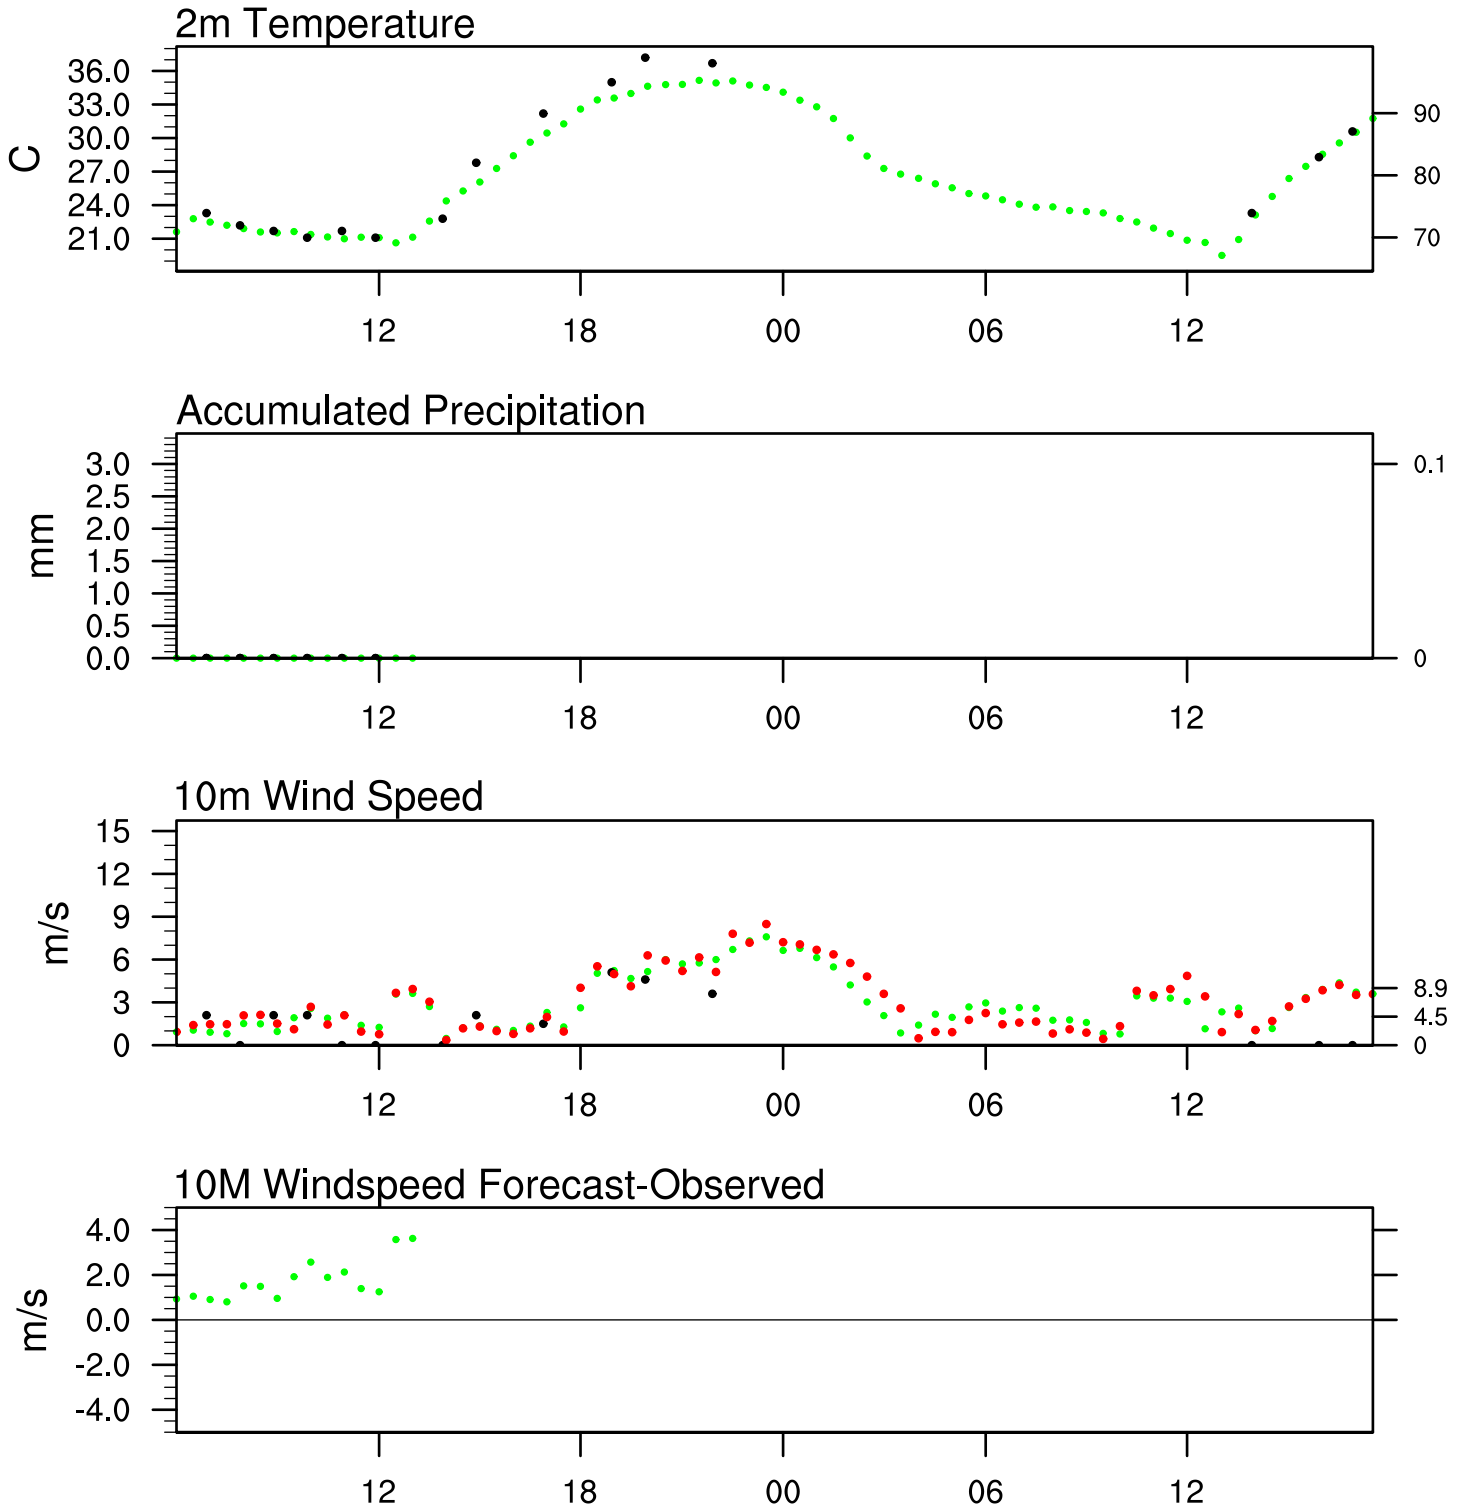 2m Temperature
C
36.0
33.0
30.0
27.0
24.0
21.0
90
80
70
12 18 00 06 12
Accumulated Precipitation
mm
3.0
2.5
2.0
1.5
1.0
0.5
0.0
0.1
0
12 18 00 06 12
10m Wind Speed
m/s
15
12
9
6
3
0
8.9
4.5
0
12 18 00 06 12
10M Windspeed Forecast-Observed
m/s
4.0
2.0
0.0
-2.0
-4.0
12 18 00 06 12